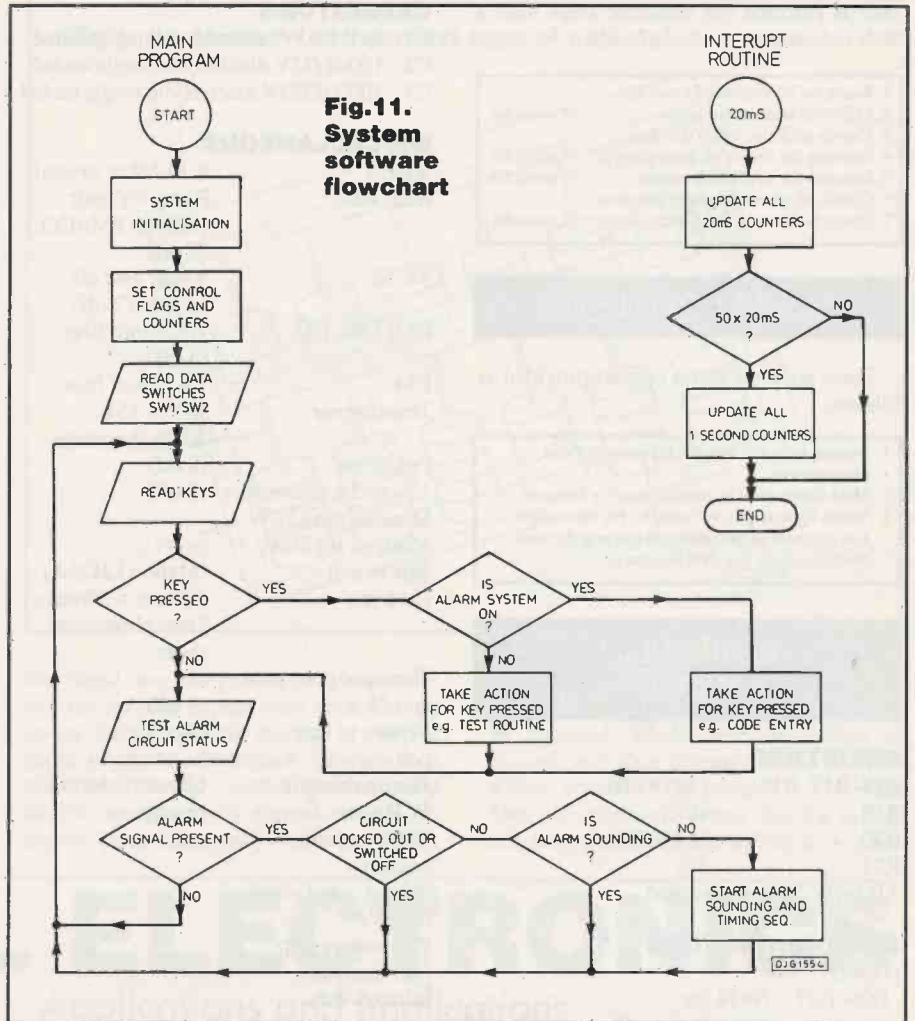 MAIN
PROGRAM
START
SYSTEM
INITIALISATION
SET CONTROL
FLAGS AND
COUNTERS
READ DATA
SWITCHES
SW1, SW2
READ KEYS
KEY
PRESSED
?
YES
NO
IS
ALARM SYSTEM
ON
?
YES
NO
TAKE ACTION
FOR KEY PRESSED
e.g. TEST ROUTINE
TAKE ACTION
FOR KEY PRESSED
e.g. CODE ENTRY
TEST ALARM
CIRCUIT STATUS
ALARM
SIGNAL PRESENT
?
YES
NO
CIRCUIT
LOCKED OUT OR
SWITCHED
OFF
NO
YES
IS
ALARM SOUNDING
?
NO
YES
START ALARM
SOUNDING AND
TIMING SEQ.
DJG155L
Fig.11.
System
software
flowchart
INTERUPT
ROUTINE
20mS
UPDATE ALL
20mS COUNTERS
50 x 20mS
?
NO
YES
UPDATE ALL
1 SECOND COUNTERS
END